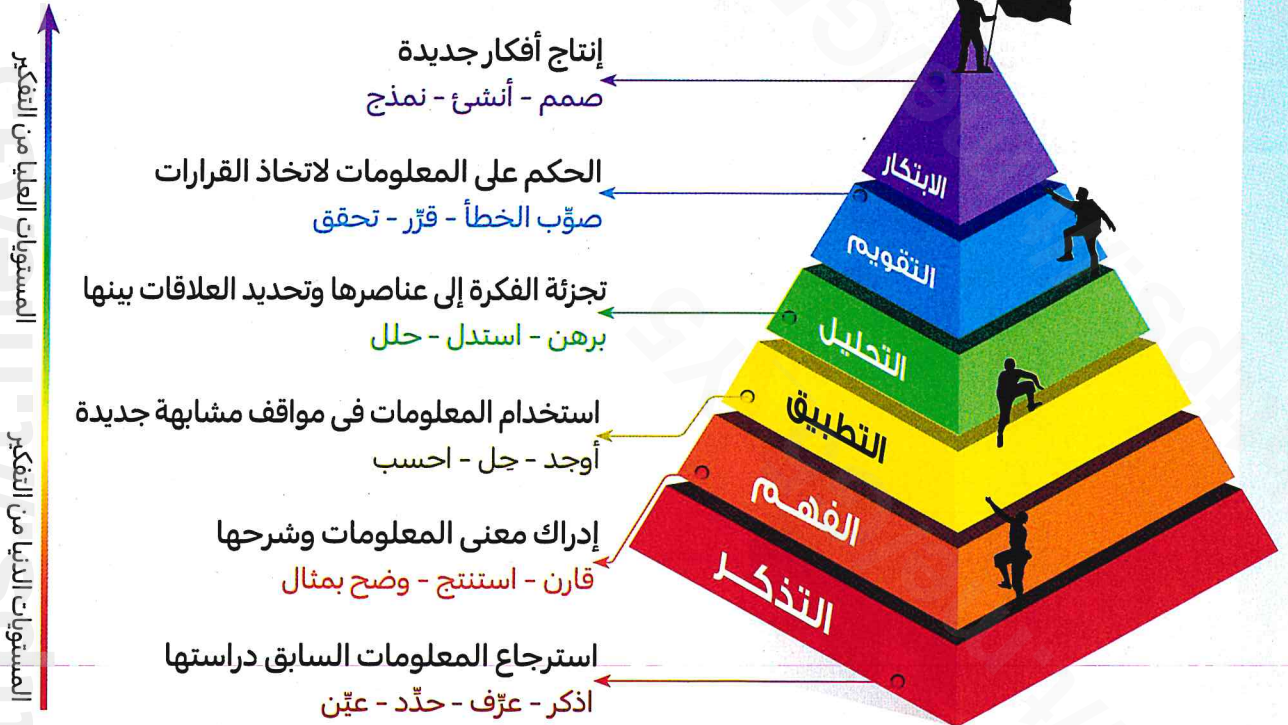 إنتاج أفكار جديدة
صمم - أنشئ - نمذج
الابتكار
الحكم على المعلومات لاتخاذ القرارات
صوِّب الخطأ - قرِّر - تحقق
التقويم
تجزئة الفكرة إلى عناصرها وتحديد العلاقات بينها
برهن - استدل - حلل
التحليل
استخدام المعلومات فى مواقف مشابهة جديدة
أوجد - حِل - احسب
التطبيق
إدراك معنى المعلومات وشرحها
قارن - استنتج - وضح بمثال
الفهم
استرجاع المعلومات السابق دراستها
اذكر - عرِّف - حدِّد - عيِّن
التذكر
المستويات العليا من التفكير
المستويات الدنيا من التفكير